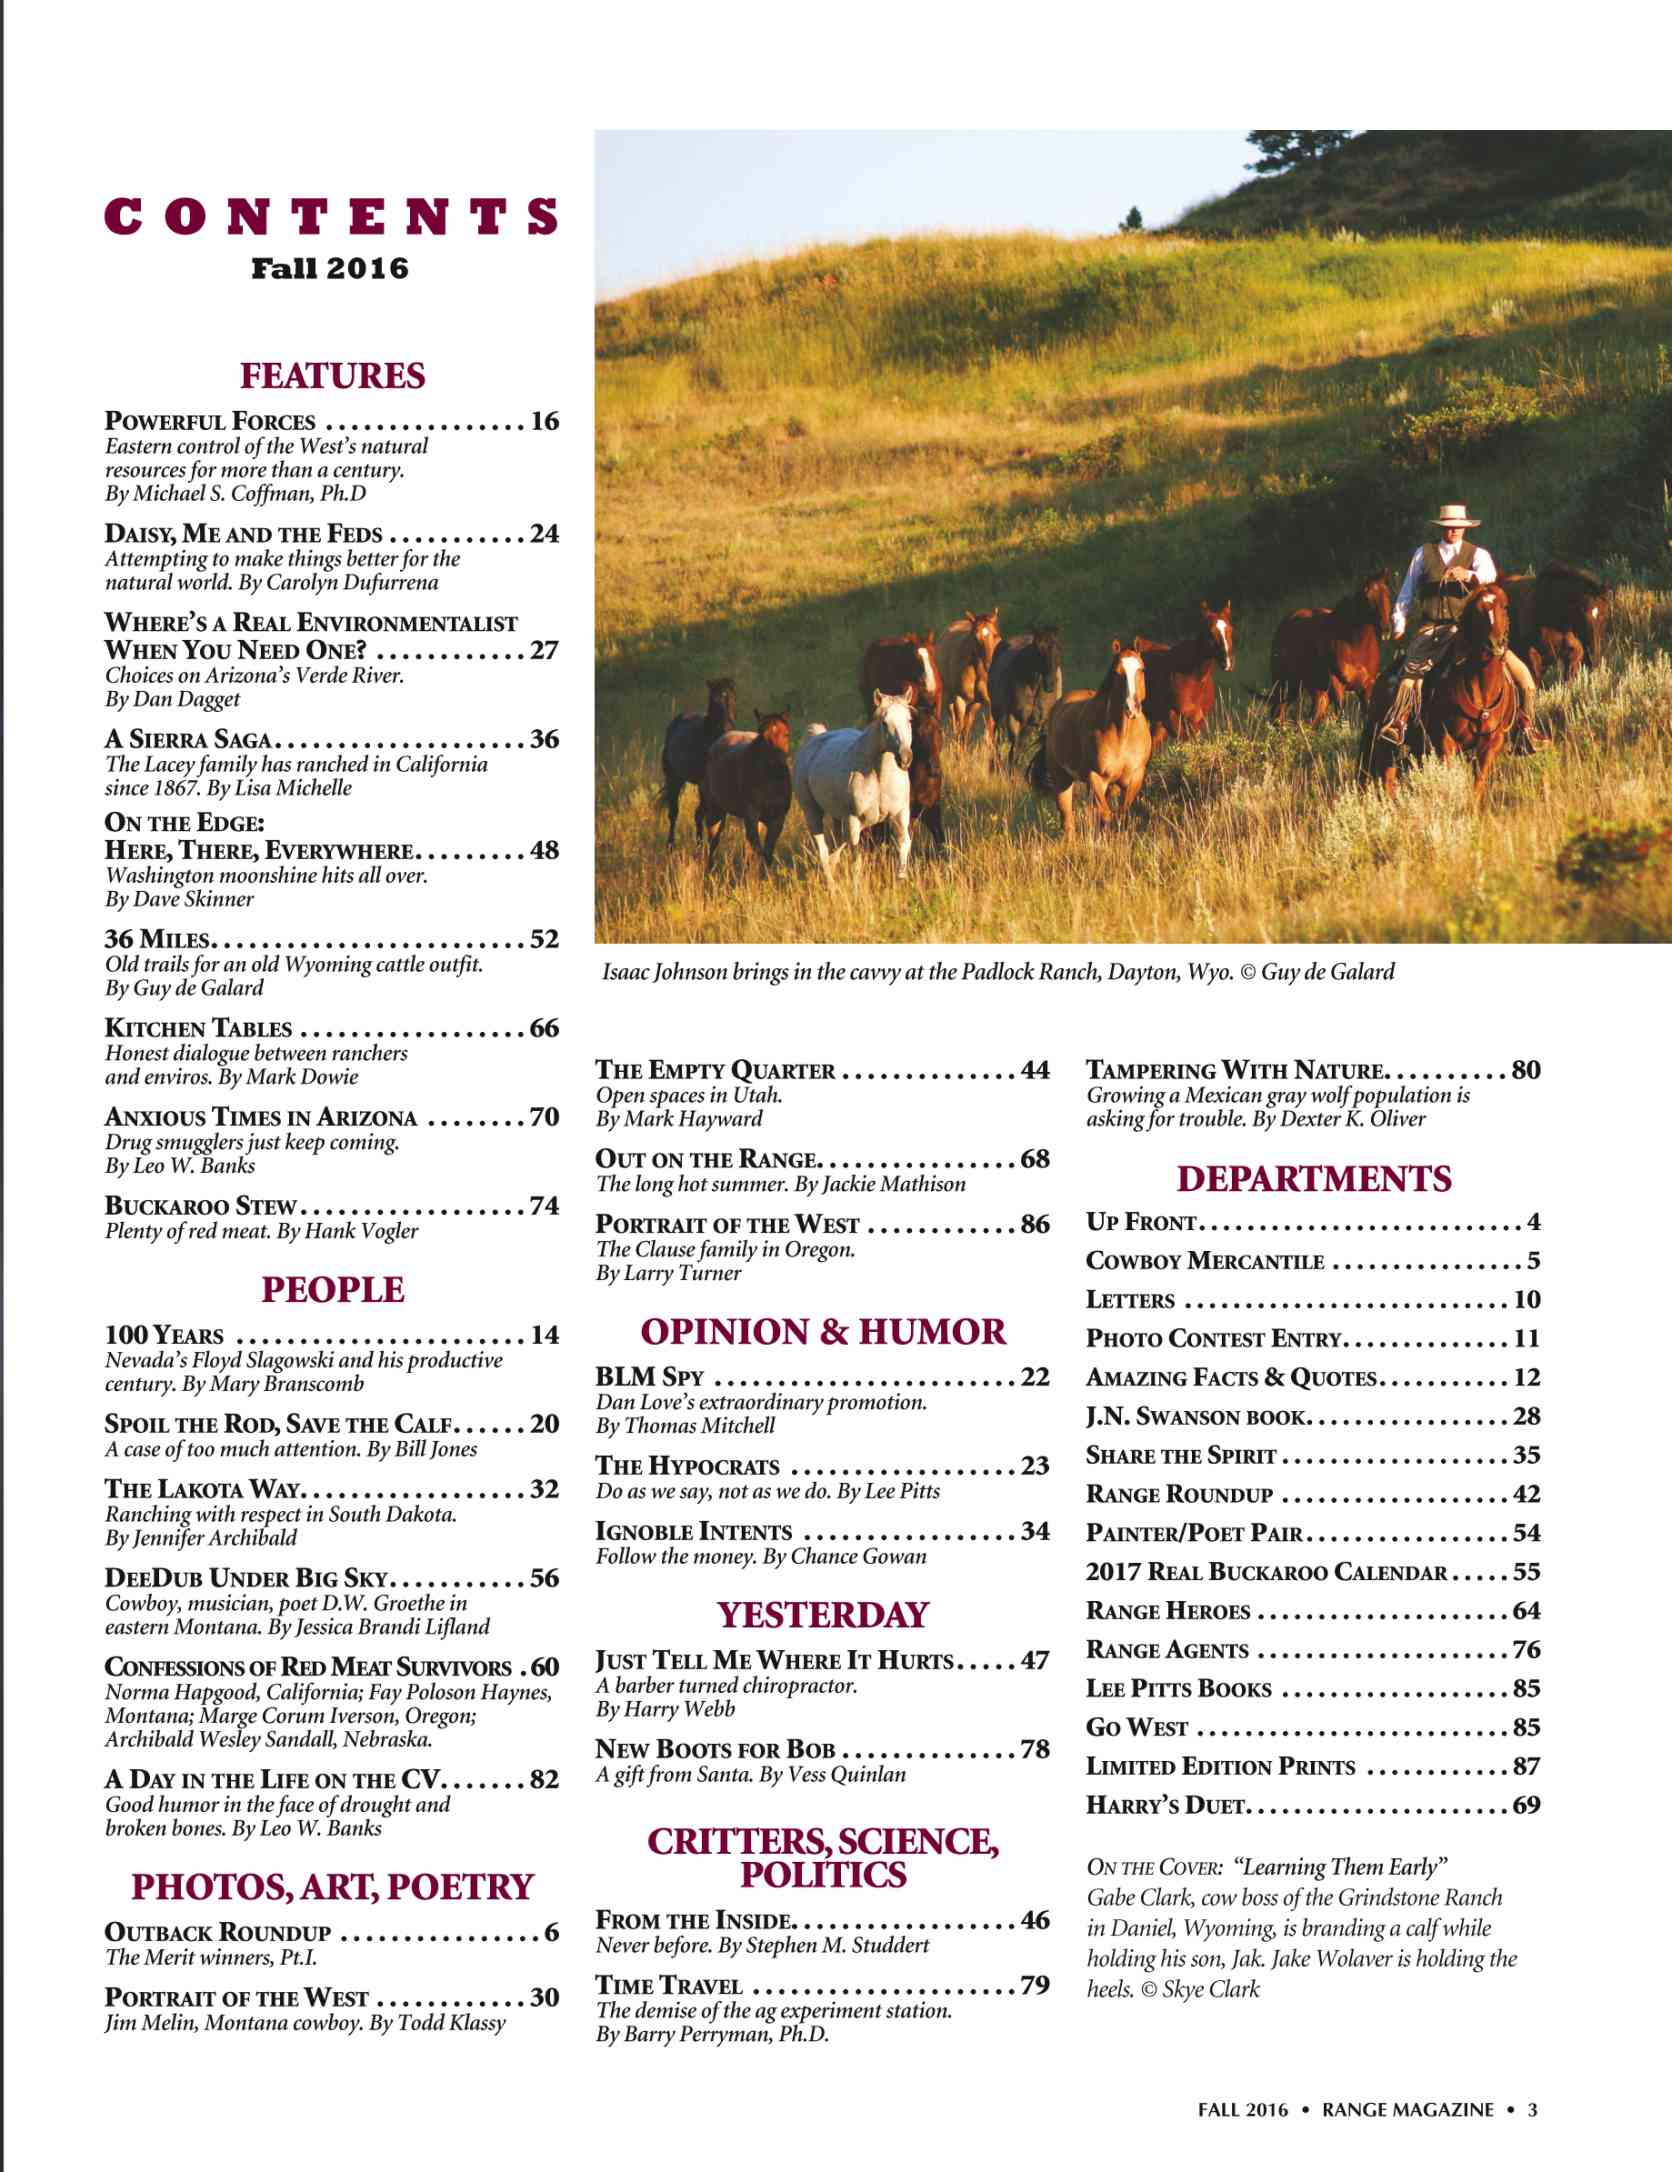 CONTENTS
Fall 2016
FEATURES
POWERFUL FORCES ................ 16
Eastern control of the West's natural
resources for more than a century.
By Michael S. Coffman, Ph.D
DAISY, ME AND THE FEDS ........... 24
Attempting to make things better for the
natural world. By Carolyn Dufurrena
WHERE'S A REAL ENVIRONMENTALIST
WHEN YOU NEED ONE? ............ 27
Choices on Arizona's Verde River.
By Dan Dagget
A SIERRA SAGA.................... 36
The Lacey family has ranched in California
since 1867. By Lisa Michelle
ON THE EDGE:
HERE, THERE, EVERYWHERE......... 48
Washington moonshine hits all over.
By Dave Skinner
36 MILES......................... 52
Old trails for an old Wyoming cattle outfit.
By Guy de Galard
KITCHEN TABLES .................. 66
Honest dialogue between ranchers
and enviros. By Mark Dowie
ANXIOUS TIMES IN ARIZONA ........ 70
Drug smugglers just keep coming.
By Leo W. Banks
BUCKAROO STEW.................. 74
Plenty of red meat. By Hank Vogler
PEOPLE
100 YEARS ....................... 14
Nevada's Floyd Slagowski and his productive
century. By Mary Branscomb
SPOIL THE ROD, SAVE THE CALF...... 20
A case of too much attention. By Bill Jones
THE LAKOTA WAY.................. 32
Ranching with respect in South Dakota.
By Jennifer Archibald
DEEDUB UNDER BIG SKY........... 56
Cowboy, musician, poet D.W. Groethe in
eastern Montana. By Jessica Brandi Lifland
CONFESSIONS OF RED MEAT SURVIVORS . 60
Norma Hapgood, California; Fay Poloson Haynes,
Montana; Marge Corum Iverson, Oregon;
Archibald Wesley Sandall, Nebraska.
A DAY IN THE LIFE ON THE CV....... 82
Good humor in the face of drought and
broken bones. By Leo W. Banks
PHOTOS, ART, POETRY
OUTBACK ROUNDUP ................ 6
The Merit winners, Pt.I.
PORTRAIT OF THE WEST ............ 30
Jim Melin, Montana cowboy. By Todd Klassy
Isaac Johnson brings in the cavvy at the Padlock Ranch, Dayton, Wyo. © Guy de Galard
THE EMPTY QUARTER .............. 44
Open spaces in Utah.
By Mark Hayward
OUT ON THE RANGE................ 68
The long hot summer. By Jackie Mathison
PORTRAIT OF THE WEST ............ 86
The Clause family in Oregon.
By Larry Turner
OPINION & HUMOR
BLM SPY ........................ 22
Dan Love's extraordinary promotion.
By Thomas Mitchell
THE HYPOCRATS .................. 23
Do as we say, not as we do. By Lee Pitts
IGNOBLE INTENTS ................. 34
Follow the money. By Chance Gowan
YESTERDAY
JUST TELL ME WHERE IT HURTS..... 47
A barber turned chiropractor.
By Harry Webb
NEW BOOTS FOR BOB .............. 78
A gift from Santa. By Vess Quinlan
CRITTERS, SCIENCE,
POLITICS
FROM THE INSIDE.................. 46
Never before. By Stephen M. Studdert
TIME TRAVEL ..................... 79
The demise of the ag experiment station.
By Barry Perryman, Ph.D.
TAMPERING WITH NATURE.......... 80
Growing a Mexican gray wolf population is
asking for trouble. By Dexter K. Oliver
DEPARTMENTS
UP FRONT.......................... 4
COWBOY MERCANTILE ................ 5
LETTERS .......................... 10
PHOTO CONTEST ENTRY.............. 11
AMAZING FACTS & QUOTES........... 12
J.N. SWANSON BOOK................. 28
SHARE THE SPIRIT ................... 35
RANGE ROUNDUP ................... 42
PAINTER/POET PAIR................. 54
2017 REAL BUCKAROO CALENDAR ..... 55
RANGE HEROES .................... 64
RANGE AGENTS .................... 76
LEE PITTS BOOKS ................... 85
GO WEST ......................... 85
LIMITED EDITION PRINTS ............ 87
HARRY'S DUET...................... 69
ON THE COVER: "Learning Them Early"
Gabe Clark, cow boss of the Grindstone Ranch
in Daniel, Wyoming, is branding a calf while
holding his son, Jak. Jake Wolaver is holding the
heels. © Skye Clark
FALL 2016 • RANGE MAGAZINE • 3